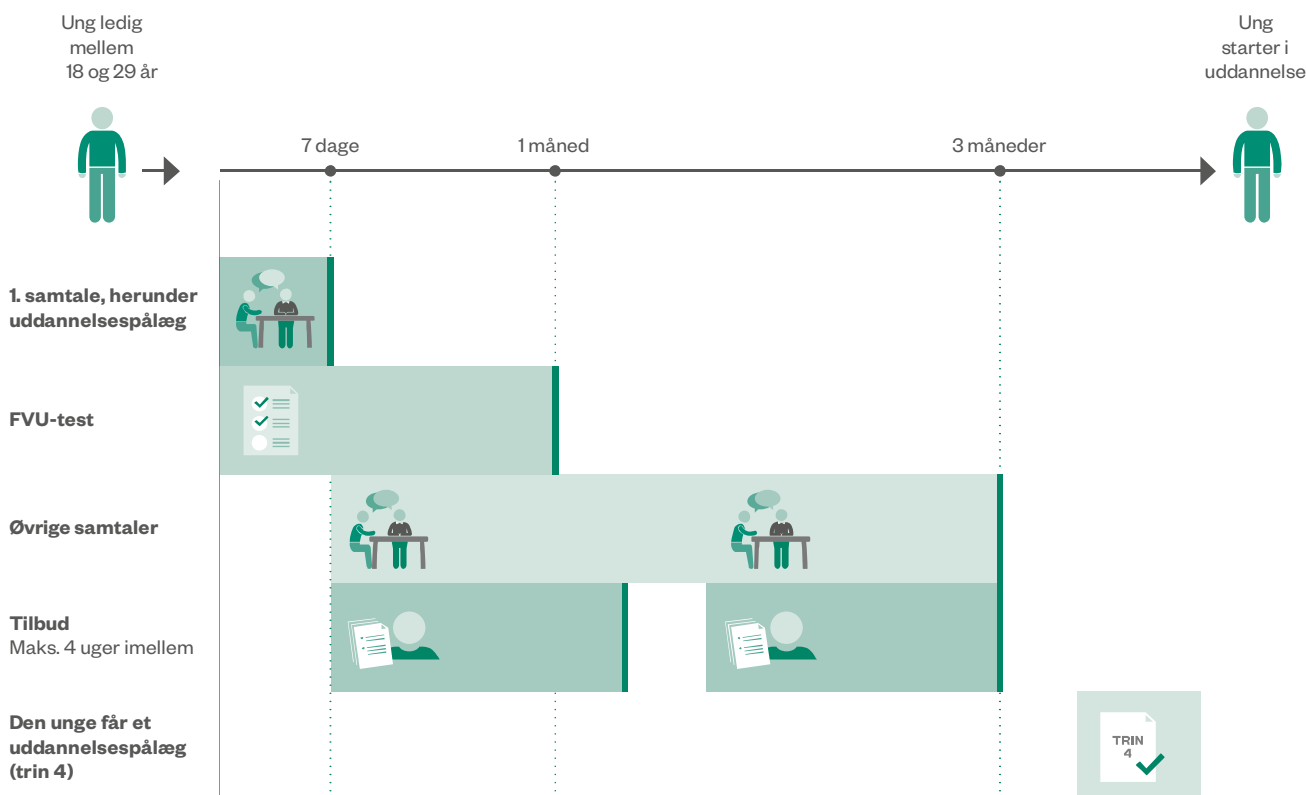 Ung ledig
mellem
18 og 29 år
Ung
starter i
uddannelse
7 dage
1 måned
3 måneder
1. samtale, herunder
uddannelsespålæg
FVU-test
Øvrige samtaler
Tilbud
Maks. 4 uger imellem
Den unge får et
uddannelsespålæg
(trin 4)
TRIN
4